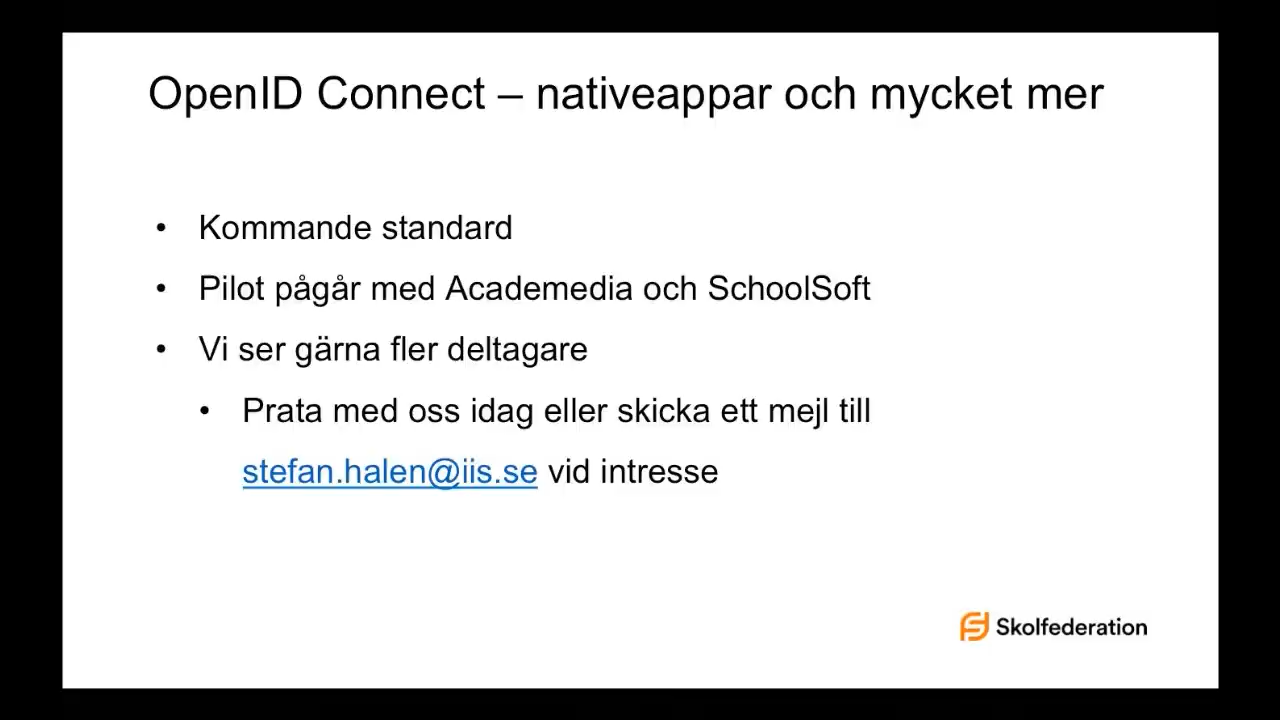 OpenID Connect – nativeappar och mycket mer
• Kommande standard
• Pilot pågår med Academedia och SchoolSoft
• Vi ser gärna fler deltagare
• Prata med oss idag eller skicka ett mejl till
stefan.halen@iis.se vid intresse
Skolfederation